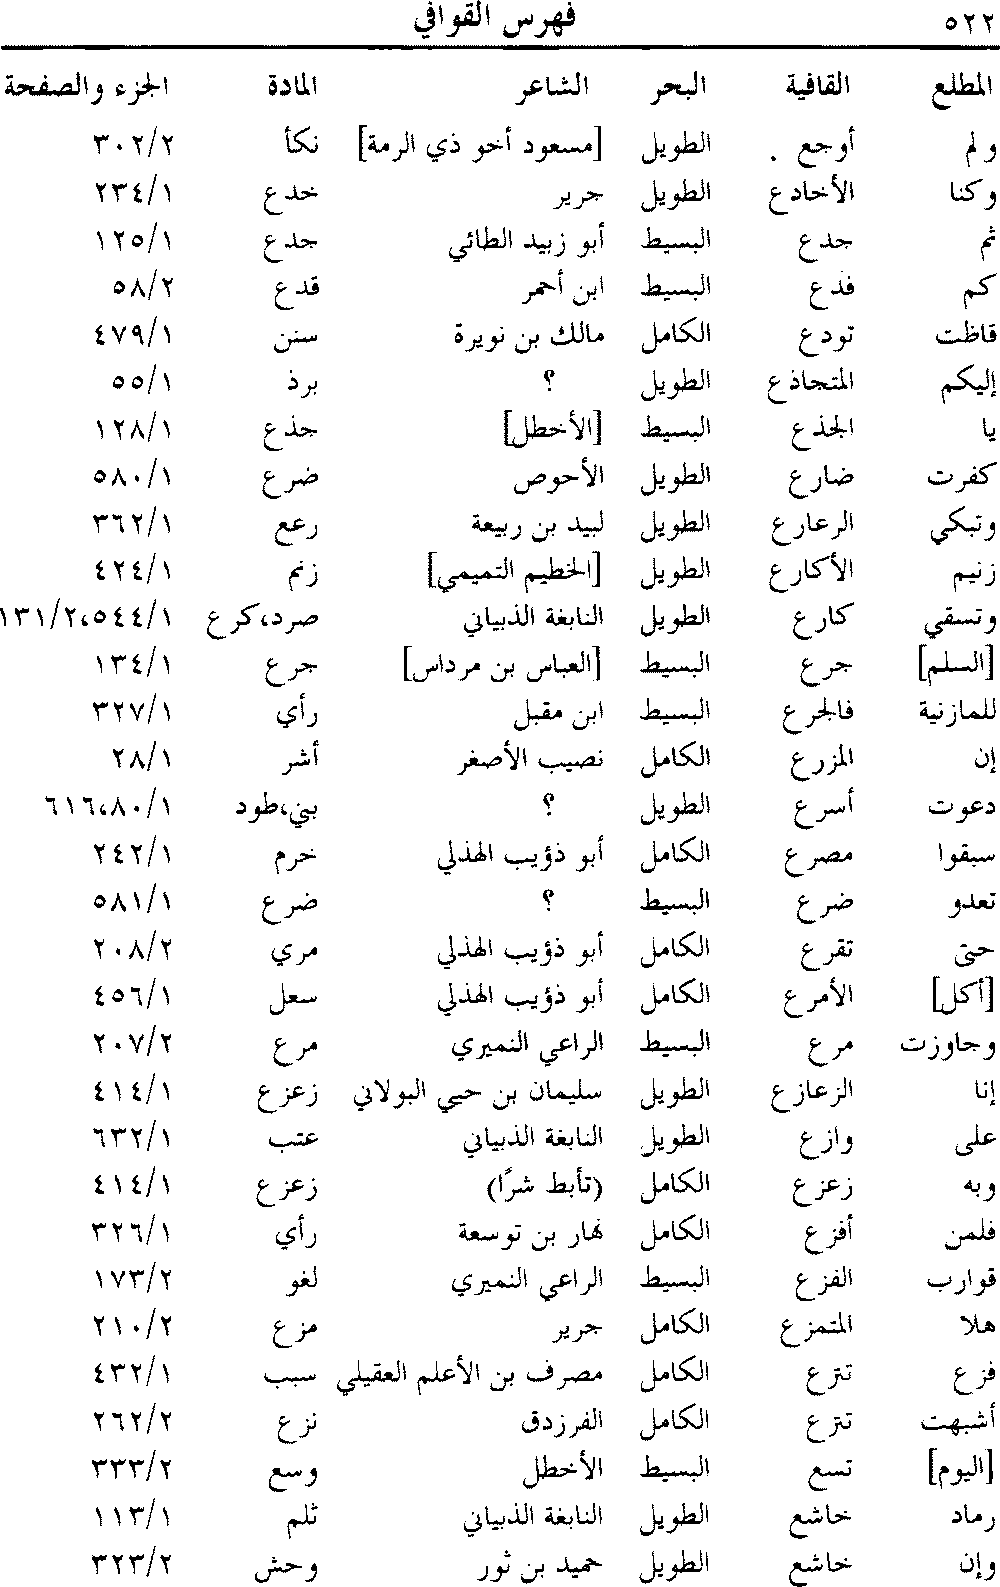 ٥٢٢ فهرس القوافي
المطلع القافية البحر الشاعر المادة الجزء والصفحة
ولم أوجع . الطويل [مسعود أخو ذي الرمة] نكأ ٣٠٢/٢
وكنا الأخادع الطويل جرير خدع ٢٣٤/١
ثم جدع البسيط أبو زبيد الطائي جدع ١٢٥/١
كم فدع البسيط ابن أحمر قدع ٥٨/٢
قاظت تودع الكامل مالك بن نويرة سنن ٤٧٩/١
إليكم المتجاذع الطويل ؟ برذ ٥٥/١
يا الجذع البسيط [الأخطل] جذع ١٢٨/١
كفرت ضارع الطويل الأحوص ضرع ٥٨٠/١
وتبكي الرعارع الطويل لبيد بن ربيعة رعع ٣٦٢/١
زنيم الأكارع الطويل [الخطيم التميمي] زنم ٤٢٤/١
وتسقي كارع الطويل النابغة الذبياني صرد،كرع ٥٤٤/١،١٣١/٢
[السلم] جرع البسيط [العباس بن مرداس] جرع ١٣٤/١
للمازنية فالجرع البسيط ابن مقبل رأي ٣٢٧/١
إن المزرع الكامل نصيب الأصغر أشر ٢٨/١
دعوت أسرع الطويل ؟ بني،طود ٦١٦،٨٠/١
سبقوا مصرع الكامل أبو ذؤيب الهذلي خرم ٢٤٢/١
تعدو ضرع البسيط ؟ ضرع ٥٨١/١
حتى تقرع الكامل أبو ذؤيب الهذلي مري ٢٠٨/٢
[أكل] الأمرع الكامل أبو ذؤيب الهذلي سعل ٤٥٦/١
وجاوزت مرع البسيط الراعي النميري مرع ٢٠٧/٢
إنا الزعازع الطويل سليمان بن حيي البولاني زعزع ٤١٤/١
على وازع الطويل النابغة الذبياني عتب ٦٣٢/١
وبه زعزع الكامل (تأبط شرًا) زعزع ٤١٤/١
فلمن أفزع الكامل نهار بن توسعة رأي ٣٢٦/١
قوارب الفزع البسيط الراعي النميري لغو ١٧٣/٢
هلا المتمزع الكامل جرير مزع ٢١٠/٢
فزع تترع الكامل مصرف بن الأعلم العقيلي سبب ٤٣٢/١
أشبهت تترع الكامل الفرزدق نزع ٢٦٢/٢
[اليوم] تسع البسيط الأخطل وسع ٣٣٣/٢
رماد خاشع الطويل النابغة الذبياني ثلم ١١٣/١
وإن خاشع الطويل حميد بن ثور وحش ٣٢٣/٢